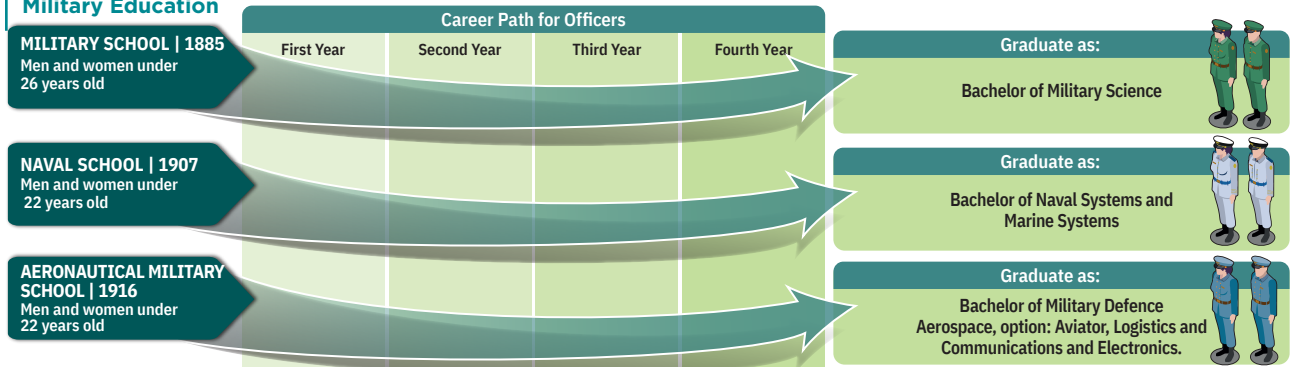 Military Education
Career Path for Officers
First Year
Second Year
Third Year
Fourth Year
MILITARY SCHOOL | 1885
Men and women under
26 years old
Graduate as:
Bachelor of Military Science
NAVAL SCHOOL | 1907
Men and women under
22 years old
Graduate as:
Bachelor of Naval Systems and
Marine Systems
AERONAUTICAL MILITARY
SCHOOL | 1916
Men and women under
22 years old
Graduate as:
Bachelor of Military Defence
Aerospace, option: Aviator, Logistics and
Communications and Electronics.